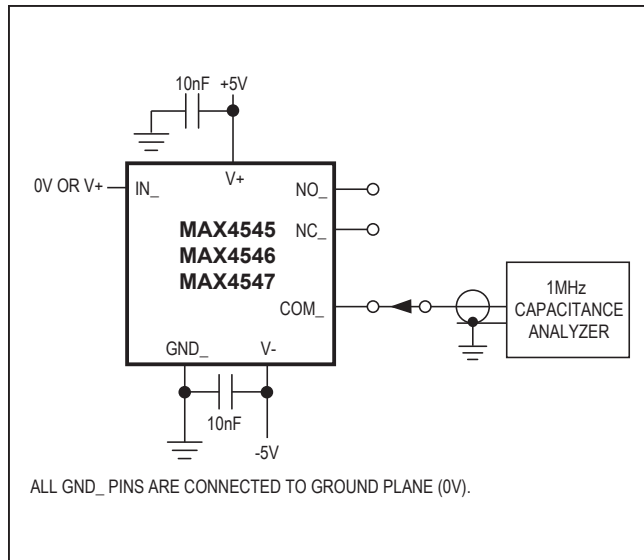 10nF +5V
0V OR V+
IN_
V+
NO_
MAX4545
NC_
MAX4546
MAX4547
COM_
1MHz
CAPACITANCE
ANALYZER
GND_
V-
10nF
-5V
ALL GND_ PINS ARE CONNECTED TO GROUND PLANE (0V).